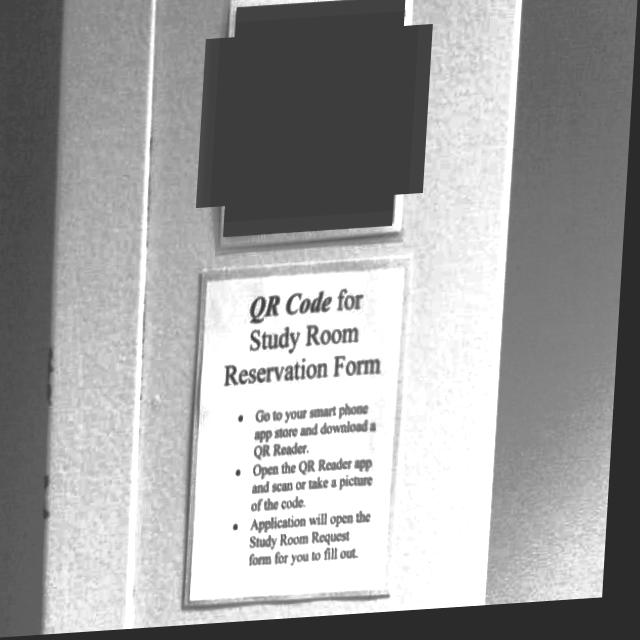 QR Code for
Study Room
Reservation Form
• Go to your smart phone
app store and download a
QR Reader.
• Open the QR Reader app
and scan or take a picture
of the code.
• Application will open the
Study Room Request
form for you to fill out.